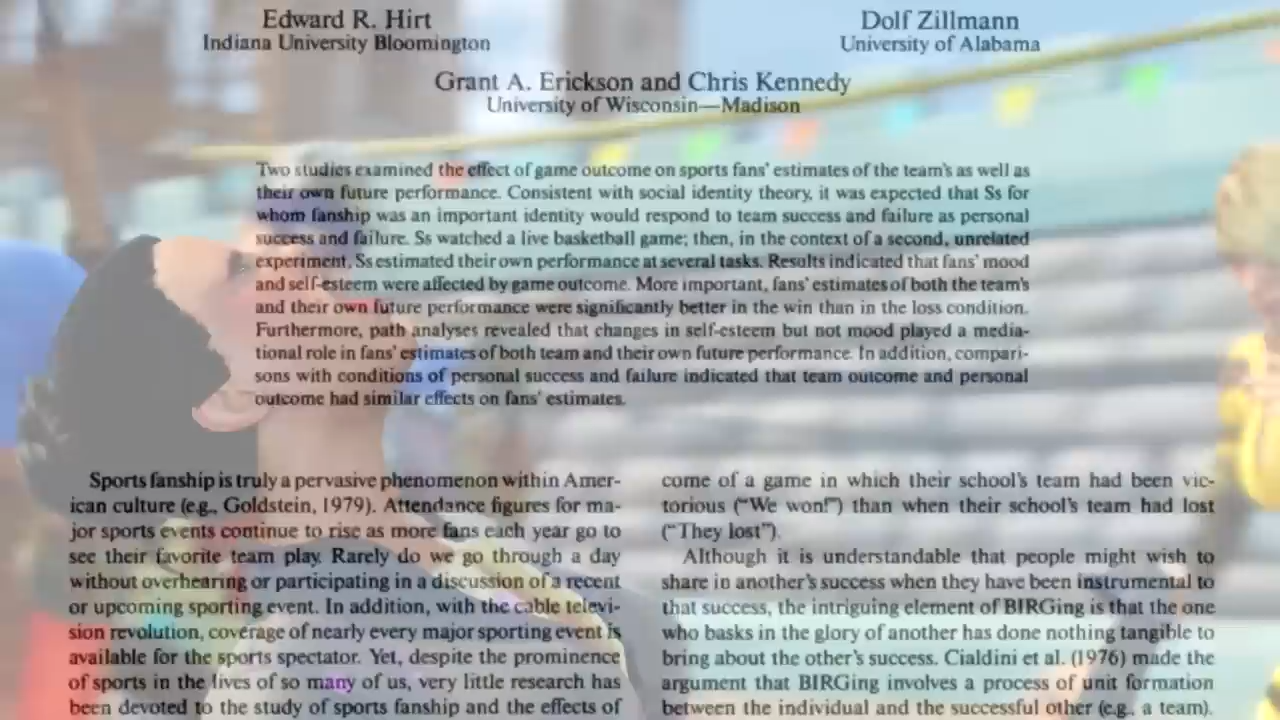 Edward R. Hirt
Indiana University Bloomington
Dolf Zillmann
University of Alabama
Grant A. Erickson and Chris Kennedy
University of Wisconsin—Madison
Two studies examined the effect of game outcome on sports fans' estimates of the team's as well as
their own future performance. Consistent with social identity theory, it was expected that Ss for
whom fanship was an important identity would respond to team success and failure as personal
success and failure. Ss watched a live basketball game; then, in the context of a second, unrelated
experiment, Ss estimated their own performance at several tasks. Results indicated that fans' mood
and self-esteem were affected by game outcome. More important, fans' estimates of both the team's
and their own future performance were significantly better in the win than in the loss condition.
Furthermore, path analyses revealed that changes in self-esteem but not mood played a media-
tional role in fans' estimates of both team and their own future performance. In addition, compari-
sons with conditions of personal success and failure indicated that team outcome and personal
outcome had similar effects on fans' estimates.
Sports fanship is truly a pervasive phenomenon within Amer-
ican culture (e.g., Goldstein, 1979). Attendance figures for ma-
jor sports events continue to rise as more fans each year go to
see their favorite team play. Rarely do we go through a day
without overhearing or participating in a discussion of a recent
or upcoming sporting event. In addition, with the cable televi-
sion revolution, coverage of nearly every major sporting event is
available for the sports spectator. Yet, despite the prominence
of sports in the lives of so many of us, very little research has
been devoted to the study of sports fanship and the effects of
come of a game in which their school's team had been vic-
torious ("We won!") than when their school's team had lost
("They lost").
Although it is understandable that people might wish to
share in another's success when they have been instrumental to
that success, the intriguing element of BIRGing is that the one
who basks in the glory of another has done nothing tangible to
bring about the other's success. Cialdini et al. (1976) made the
argument that BIRGing involves a process of unit formation
between the individual and the successful other (e.g., a team).